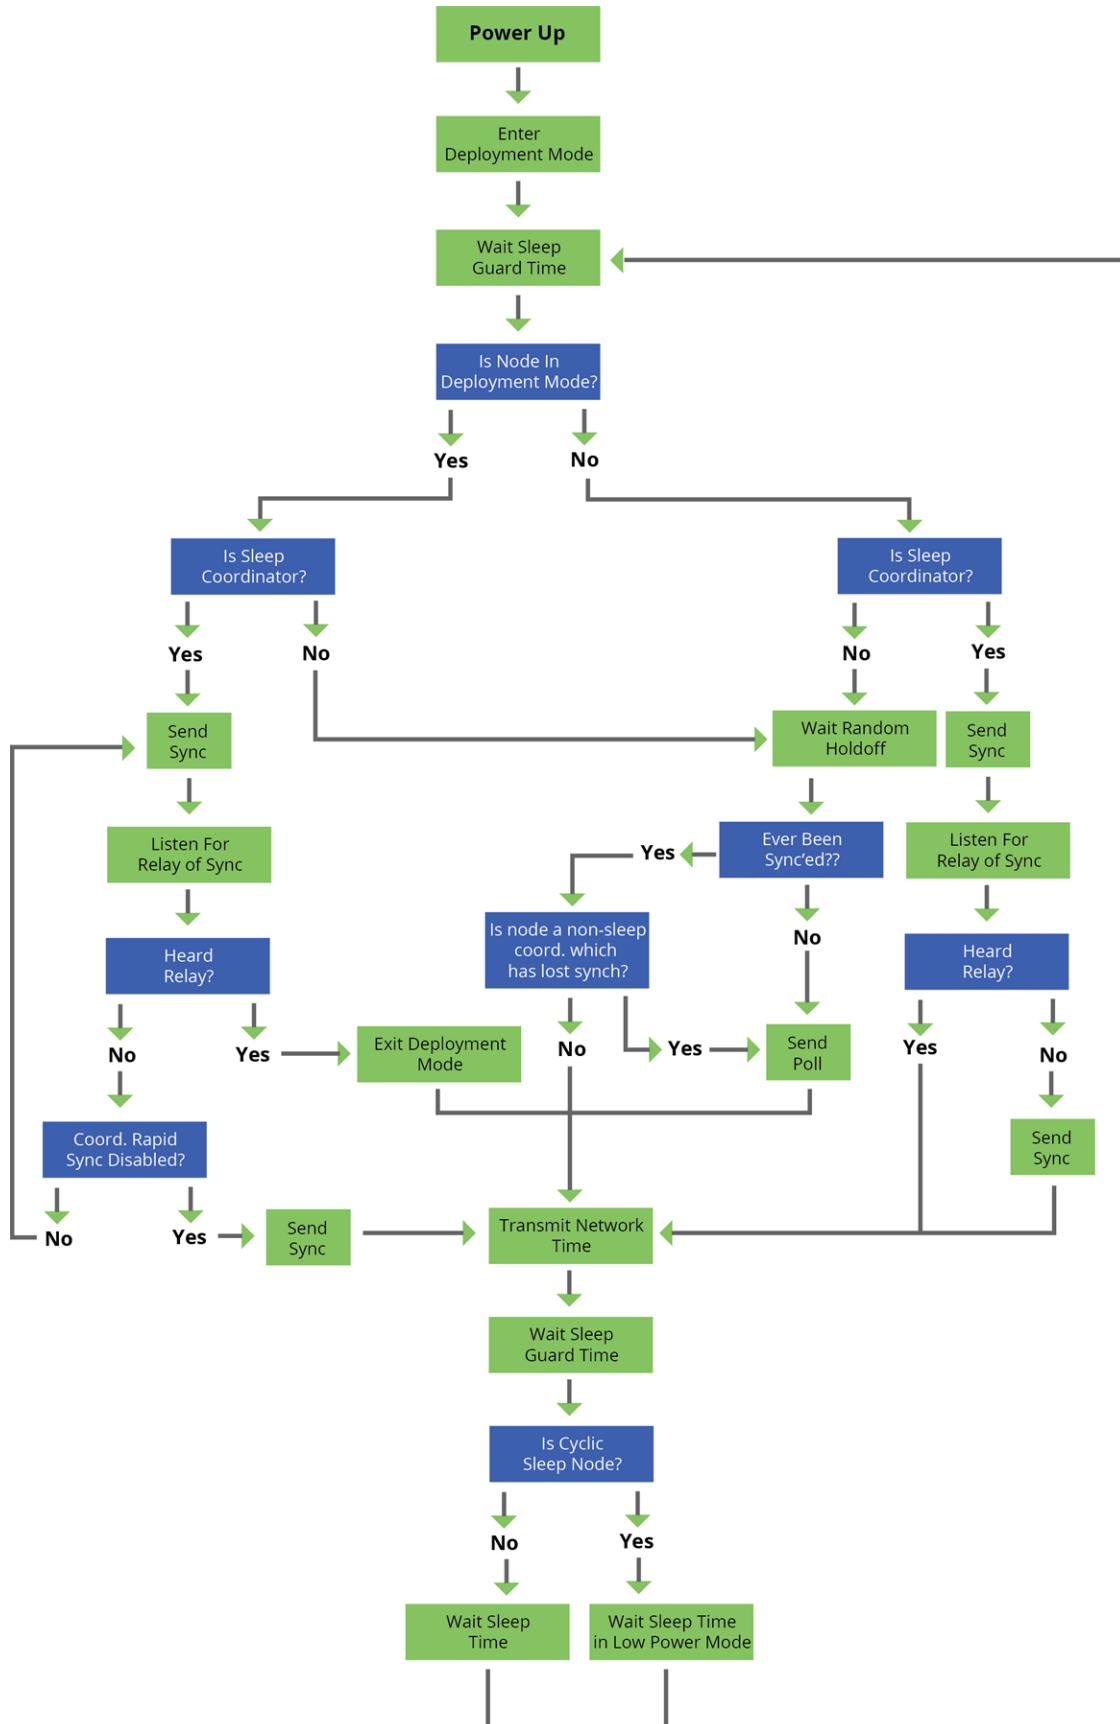 Power Up
Enter
Deployment Mode
Wait Sleep
Guard Time
Is Node In
Deployment Mode?
Yes
No
Is Sleep
Coordinator?
Is Sleep
Coordinator?
Yes
No
No
Yes
Send
Sync
Wait Random
Holdoff
Send
Sync
Listen For
Relay of Sync
Yes
Ever Been
Sync'ed??
Listen For
Relay of Sync
Heard
Relay?
Is node a non-sleep
coord. which
has lost synch?
No
Heard
Relay?
No
Yes
Exit Deployment
Mode
No
Yes
Send
Poll
Yes
No
Coord. Rapid
Sync Disabled?
Send
Sync
No
Yes
Send
Sync
Transmit Network
Time
Wait Sleep
Guard Time
Is Cyclic
Sleep Node?
No
Yes
Wait Sleep
Time
Wait Sleep Time
in Low Power Mode